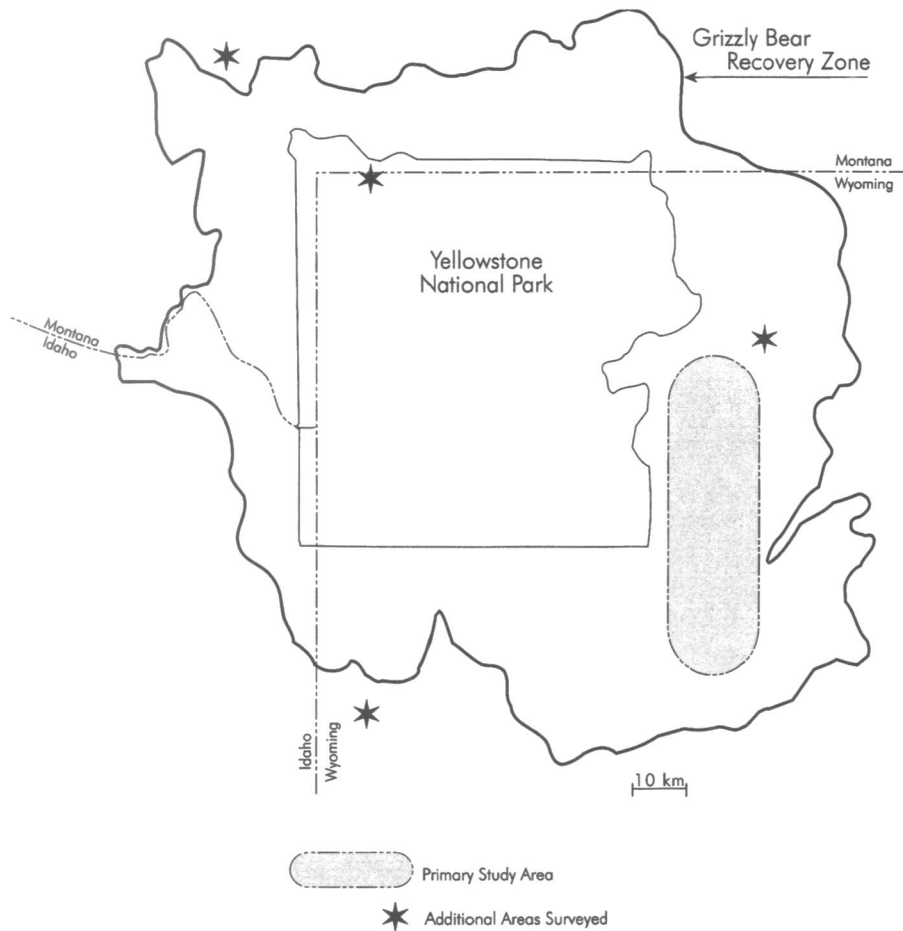 Grizzly Bear
Recovery Zone
Montana
Wyoming
Yellowstone
National Park
Montana
Idaho
Idaho
Wyoming
10 km
Primary Study Area
Additional Areas Surveyed